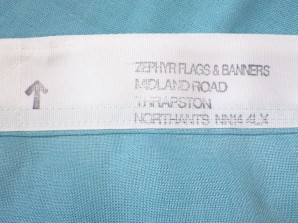 ZEPHYR FLAGS & BANNERS
MIDLAND ROAD
THRAPSTON
NORTHANTS NN14 4LX